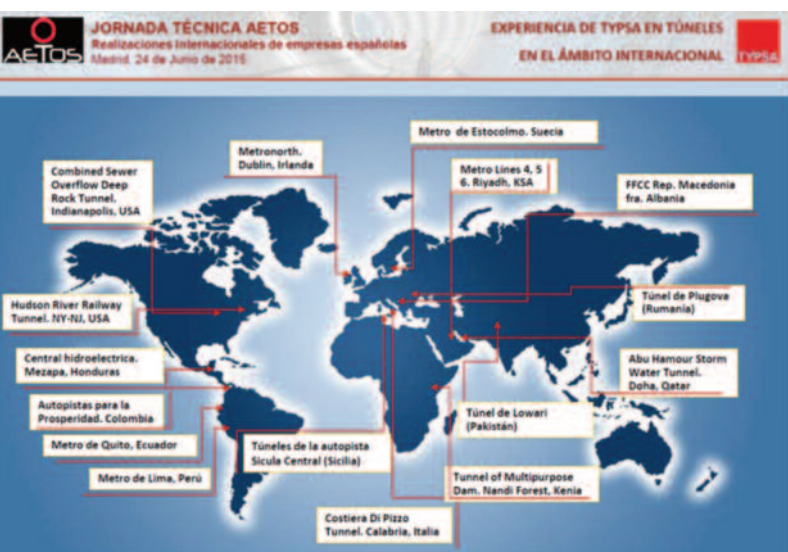 AETOS
JORNADA TÉCNICA AETOS
Realizaciones Internacionales de empresas españolas
Madrid. 24 de Junio de 2015
EXPERIENCIA DE TYPSA EN TÚNELES
EN EL ÁMBITO INTERNACIONAL
TYPSA
Metro de Estocolmo. Suecia
Metronorth.
Dublin, Irlanda
Combined Sewer
Overflow Deep
Rock Tunnel.
Indianapolis, USA
Metro Lines 4, 5
6. Riyadh, KSA
FFCC Rep. Macedonia
fra. Albania
Hudson River Railway
Tunnel. NY-NJ, USA
Túnel de Plugova
(Rumania)
Central hidroelectrica.
Mezapa, Honduras
Abu Hamour Storm
Water Tunnel.
Doha, Qatar
Autopistas para la
Prosperidad. Colombia
Túnel de Lowari
(Pakistán)
Metro de Quito, Ecuador
Túneles de la autopista
Sicula Central (Sicilia)
Metro de Lima, Perú
Tunnel of Multipurpose
Dam. Nandi Forest, Kenia
Costiera Di Pizzo
Tunnel. Calabria, Italia